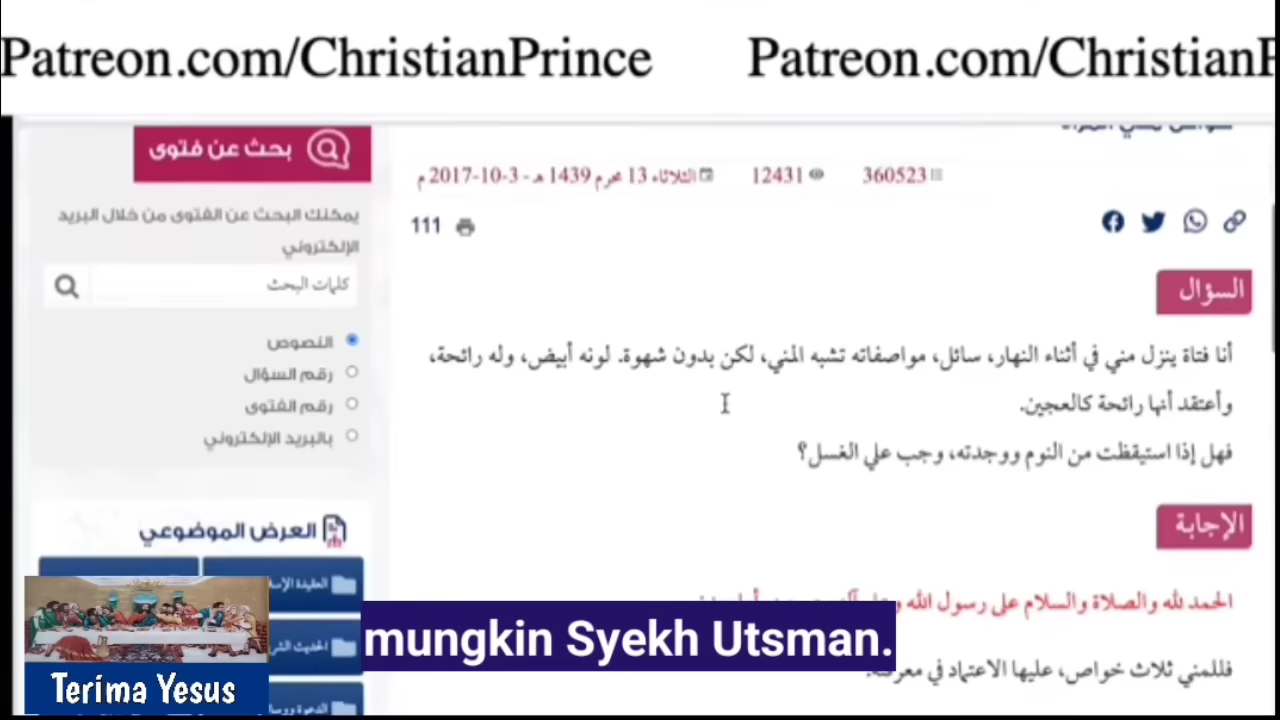 Patreon.com/ChristianPrince Patreon.com/ChristianP
بحث عن فتوى
يمكنك البحث عن الفتوى من خلال البريد
الإلكتروني
كلمات البحث
النصوص
رقم السؤال
رقم الفتوى
بالبريد الإلكتروني
العرض الموضوعي
360523
12431
الثلاثاء 13 محرم 1439 هـ - 3-10-2017 م
111
السؤال
أنا فتاة ينزل مني في أثناء النهار، سائل، مواصفاته تشبه المني، لكن بدون شهوة. لونه أبيض، وله رائحة،
وأعتقد أنها رائحة كالعجين.
فهل إذا استيقظت من النوم ووجدته، وجب علي الغسل؟
الإجابة
الحمد لله والصلاة والسلام على رسول الله
فللمني ثلاث خواص، عليها الاعتماد في
mungkin Syekh Utsman.
Terima Yesus